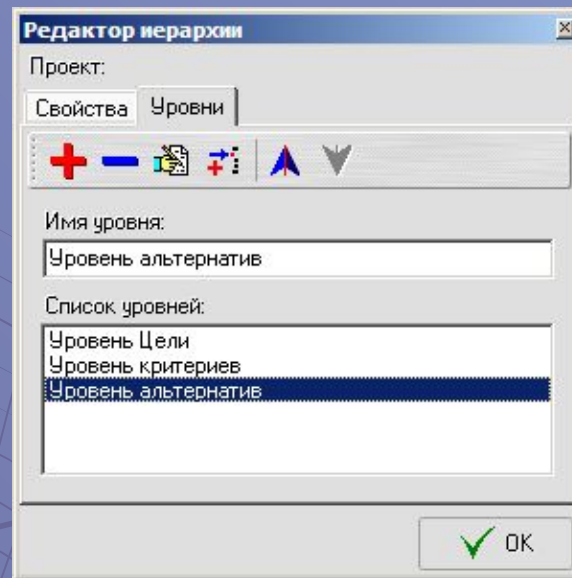 Редактор иерархии
Проект:
Свойства Уровни
Имя уровня:
Уровень альтернатив
Список уровней:
Уровень Цели
Уровень критериев
Уровень альтернатив
OK